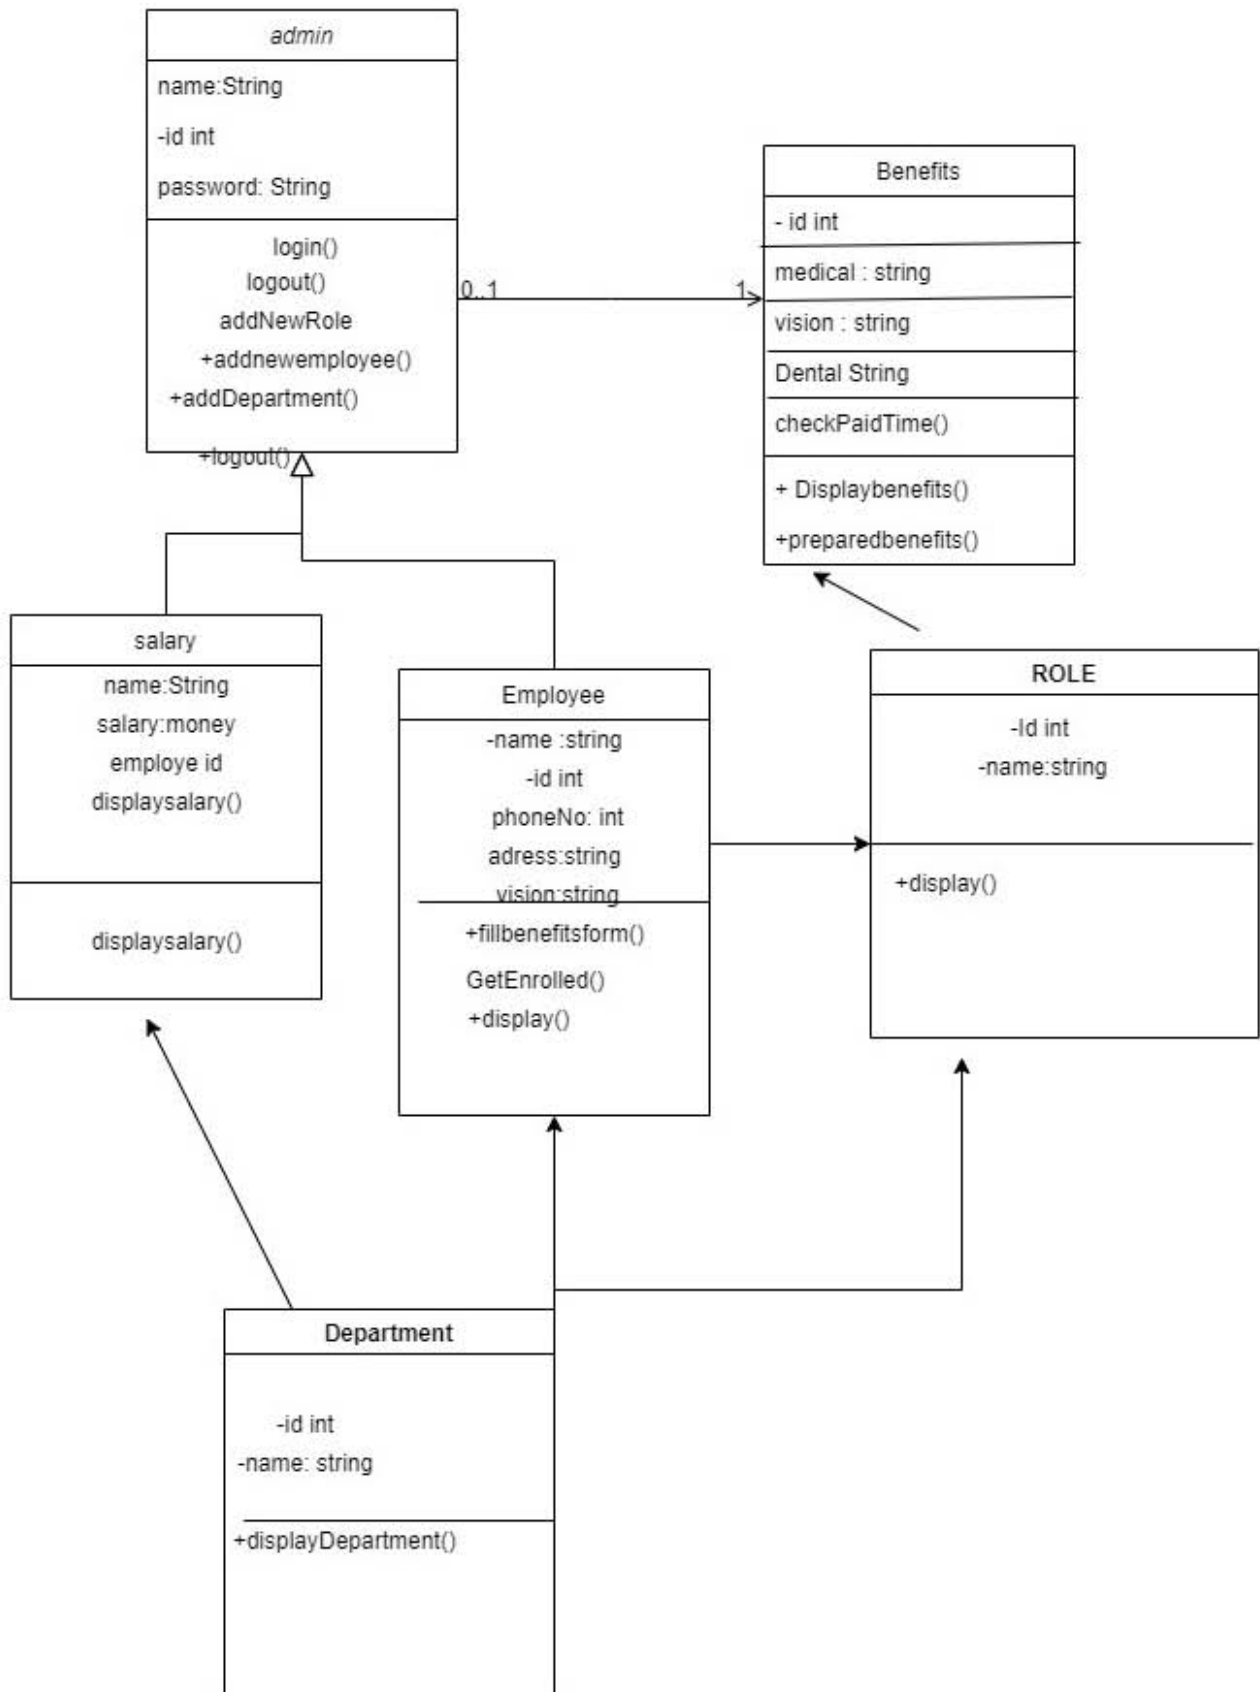 admin
name:String
-id int
password: String
login()
logout()
addNewRole
+addnewemployee()
+addDepartment()
+logout()
0..1
1
Benefits
- id int
medical : string
vision : string
Dental String
checkPaidTime()
+ Displaybenefits()
+preparedbenefits()
salary
name:String
salary:money
employe id
displaysalary()
displaysalary()
Employee
-name :string
-id int
phoneNo: int
adress:string
vision:string
+fillbenefitsform()
GetEnrolled()
+display()
ROLE
-Id int
-name:string
+display()
Department
-id int
-name: string
+displayDepartment()